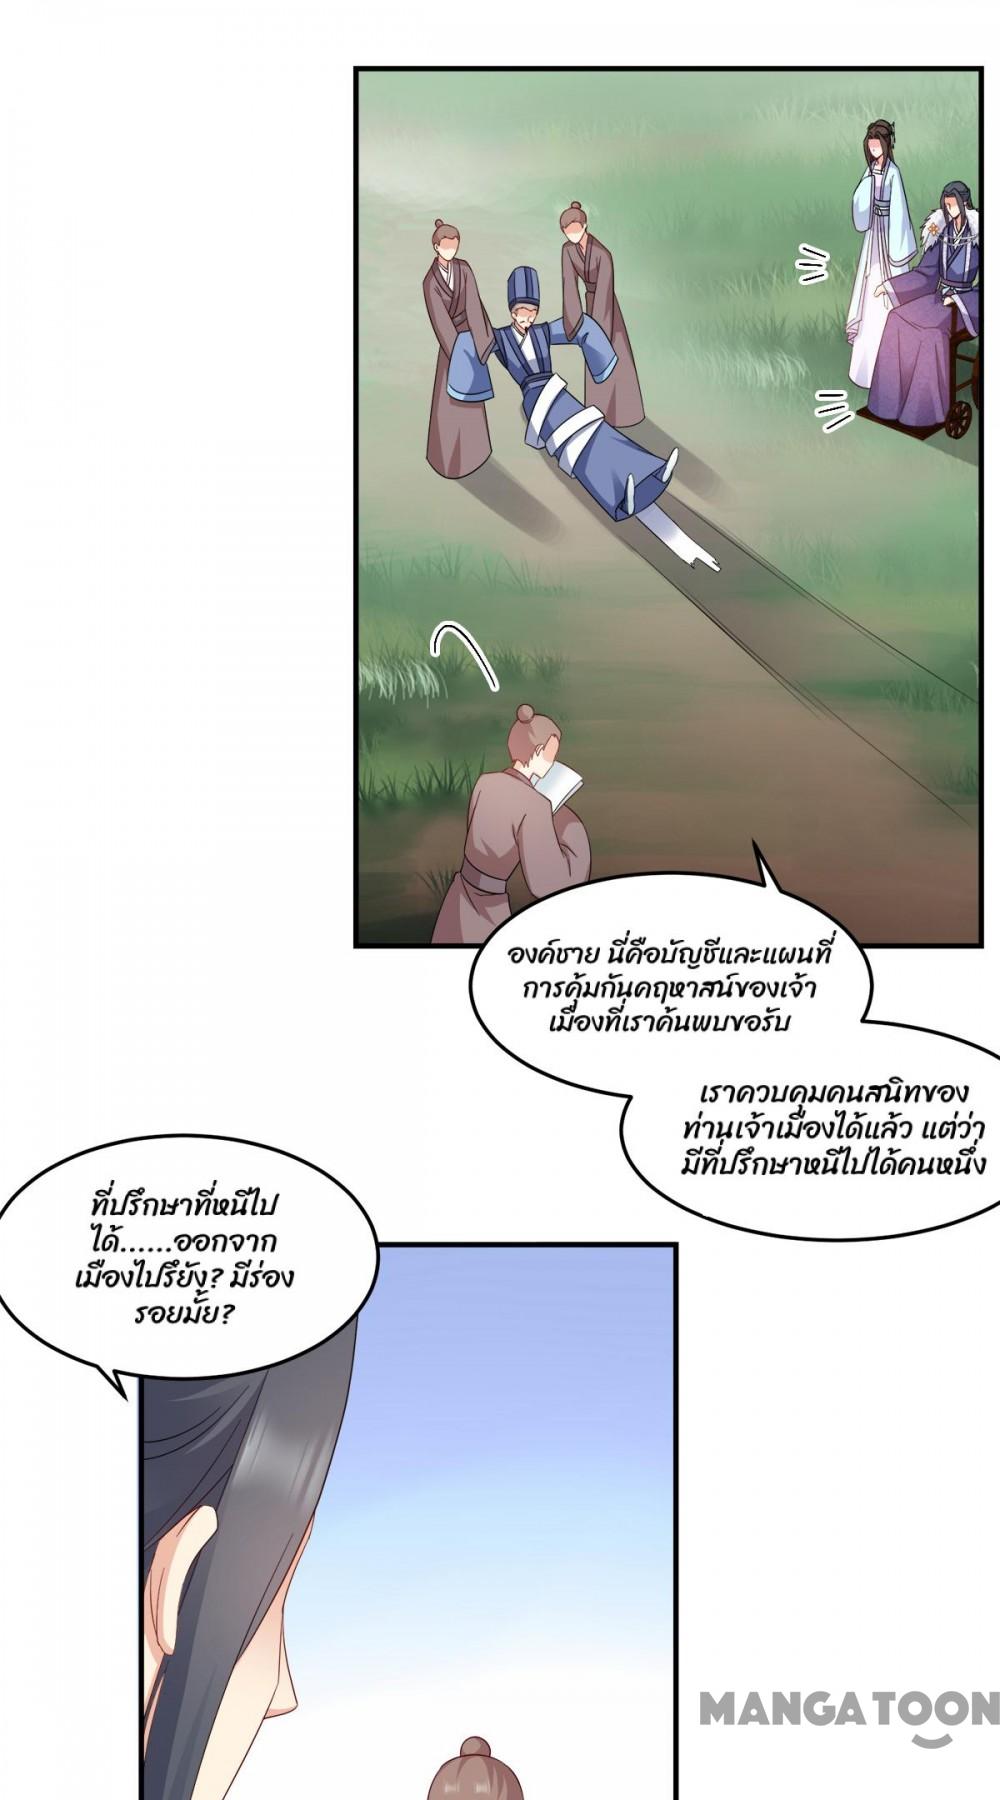 องค์ชาย นี่คือบัญชีและแผนที่
การคุ้มกันคฤหาสน์ของเจ้า
เมืองที่เราค้นพบขอรับ
เราควบคุมคนสนิทของ
ท่านเจ้าเมืองได้แล้ว แต่ว่า
มีที่ปรึกษาหนีไปได้คนหนึ่ง
ที่ปรึกษาที่หนีไป
ได้......ออกจาก
เมืองไปรึยัง? มีร่อง
รอยมั้ย?
MANGATOON